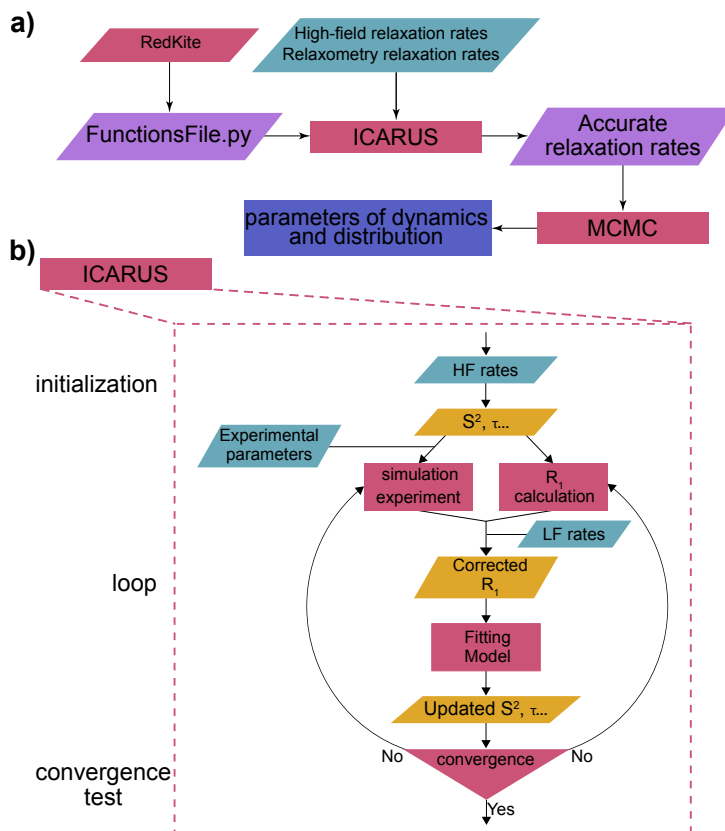 a)
RedKite
High-field relaxation rates
Relaxometry relaxation rates
FunctionsFile.py
ICARUS
Accurate
relaxation rates
parameters of dynamics
and distribution
MCMC
b)
ICARUS
initialization
HF rates
S², τ...
Experimental
parameters
simulation
experiment
R₁
calculation
LF rates
loop
Corrected
R₁
Fitting
Model
Updated S², τ...
No
convergence
No
convergence
test
Yes